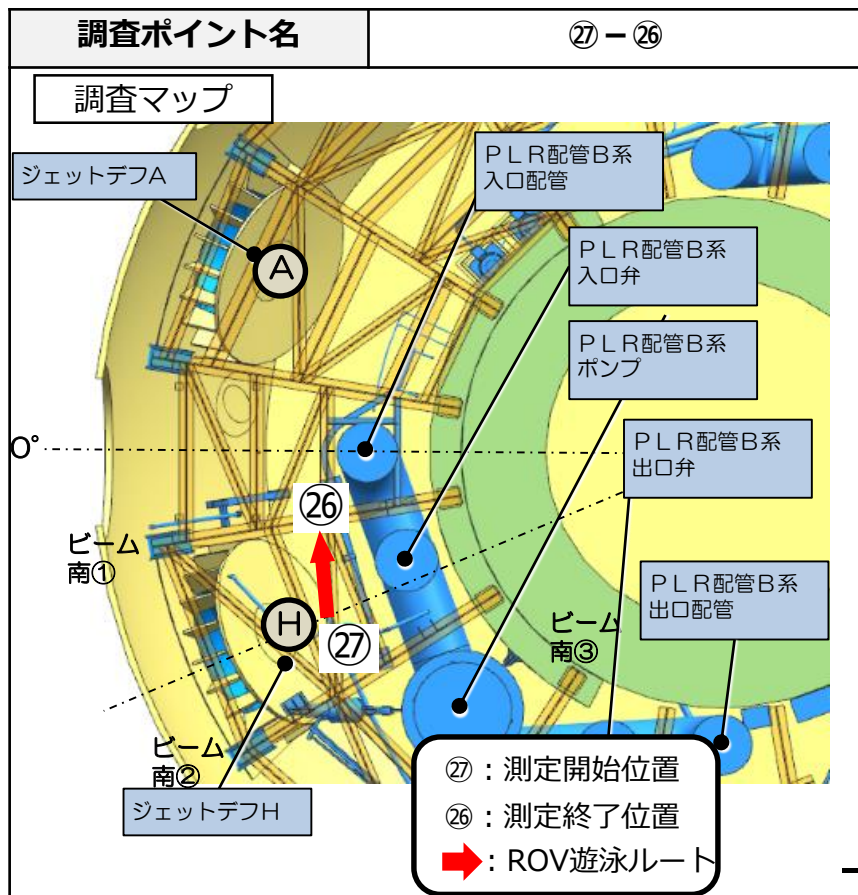 調査ポイント名
㉗－㉖
調査マップ
ジェットデフA
ＰＬＲ配管B系
入口配管
A
ＰＬＲ配管B系
入口弁
ＰＬＲ配管B系
ポンプ
0°
ＰＬＲ配管B系
出口弁
㉖
ビーム
南①
ＰＬＲ配管B系
出口配管
H
㉗
ビーム
南③
ビーム
南②
ジェットデフH
㉗：測定開始位置
㉖：測定終了位置
：ROV遊泳ルート